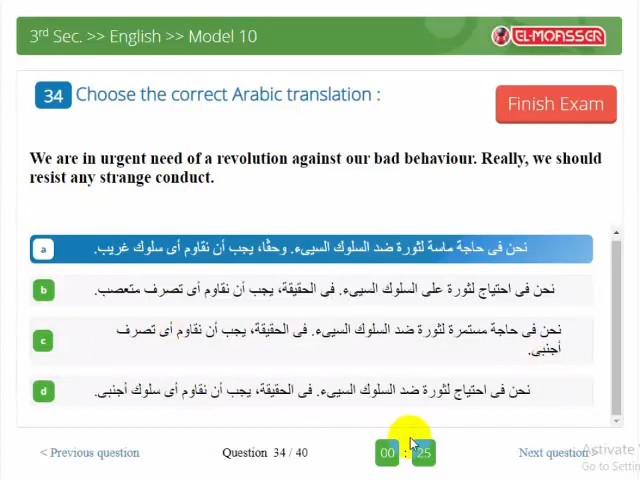 3rd Sec. >> English >> Model 10
EL-MOASSER
34 Choose the correct Arabic translation :
Finish Exam
We are in urgent need of a revolution against our bad behaviour. Really, we should
resist any strange conduct.
a نحن فى حاجة ماسة لثورة ضد السلوك السيىء. وحقًا، يجب أن نقاوم أى سلوك غريب.
b نحن فى احتياج لثورة على السلوك السيىء. فى الحقيقة، يجب أن نقاوم أى تصرف متعصب.
c نحن فى حاجة مستمرة لثورة ضد السلوك السيىء. فى الحقيقة، يجب أن نقاوم أى تصرف
أجنبى.
d نحن فى احتياج لثورة ضد السلوك السيىء. فى الحقيقة، يجب أن نقاوم أى سلوك أجنبى.
< Previous question
Question 34 / 40
00 : 25
Next question >
Activate
Go to Settin